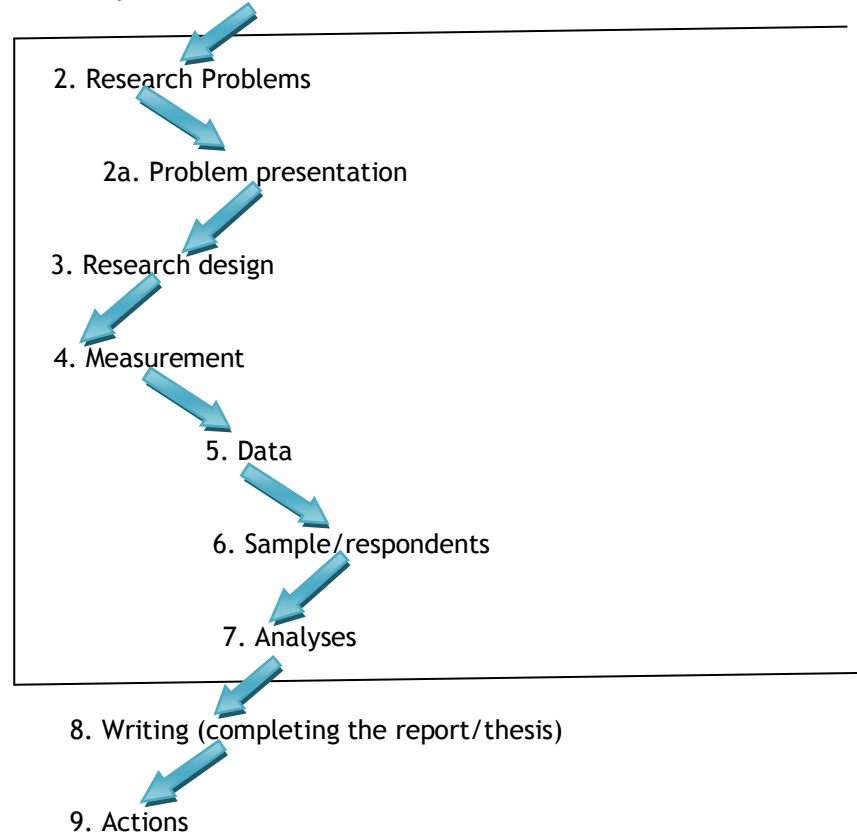 2. Research Problems
2a. Problem presentation
3. Research design
4. Measurement
5. Data
6. Sample/respondents
7. Analyses
8. Writing (completing the report/thesis)
9. Actions